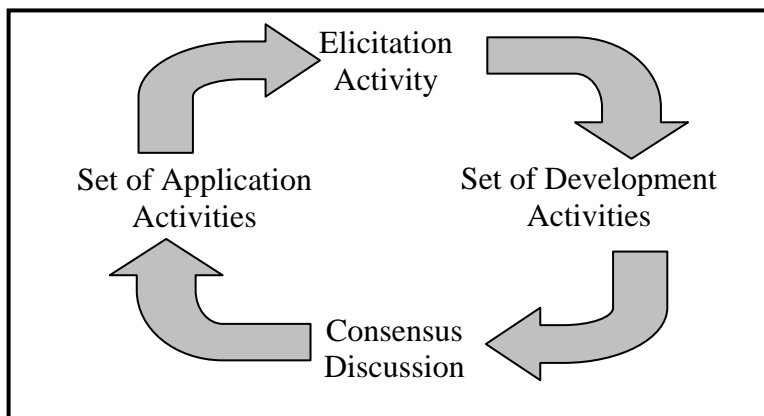 Elicitation
Activity
Set of Application
Activities
Set of Development
Activities
Consensus
Discussion